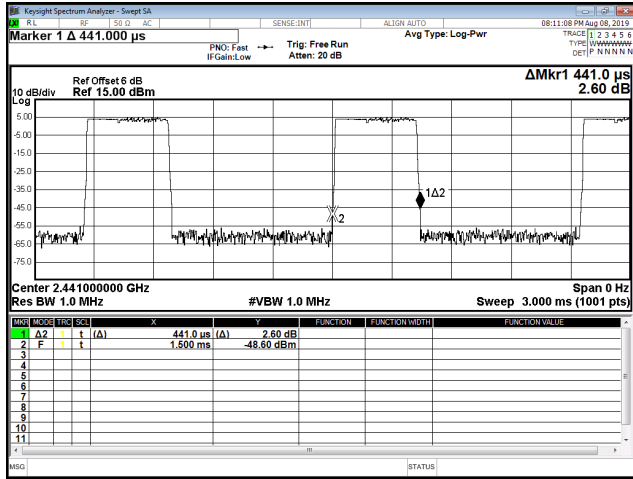 Keysight Spectrum Analyzer - Swept SA
RL RF 50 Ω AC SENSE:INT ALIGN AUTO 08:11:08 PM Aug 08, 2019
Marker 1 Δ 441.000 µs
PNO: Fast
IFGain:Low
Trig: Free Run
Atten: 20 dB
Avg Type: Log-Pwr
TRACE 1 2 3 4 5 6
TYPE WWWWWW
DET P N N N N N
ΔMkr1 441.0 µs
2.60 dB
Ref Offset 6 dB
10 dB/div Ref 15.00 dBm
Log
5.00
-5.00
-15.0
-25.0
-35.0
-45.0
-55.0
-65.0
-75.0
1Δ2
2
Center 2.441000000 GHz Span 0 Hz
Res BW 1.0 MHz #VBW 1.0 MHz Sweep 3.000 ms (1001 pts)
MKR MODE TRC SCL X Y FUNCTION FUNCTION WIDTH FUNCTION VALUE
1 Δ2 1 t (Δ) 441.0 µs (Δ) 2.60 dB
2 F 1 t 1.500 ms -48.60 dBm
3
4
5
6
7
8
9
10
11
MSG STATUS